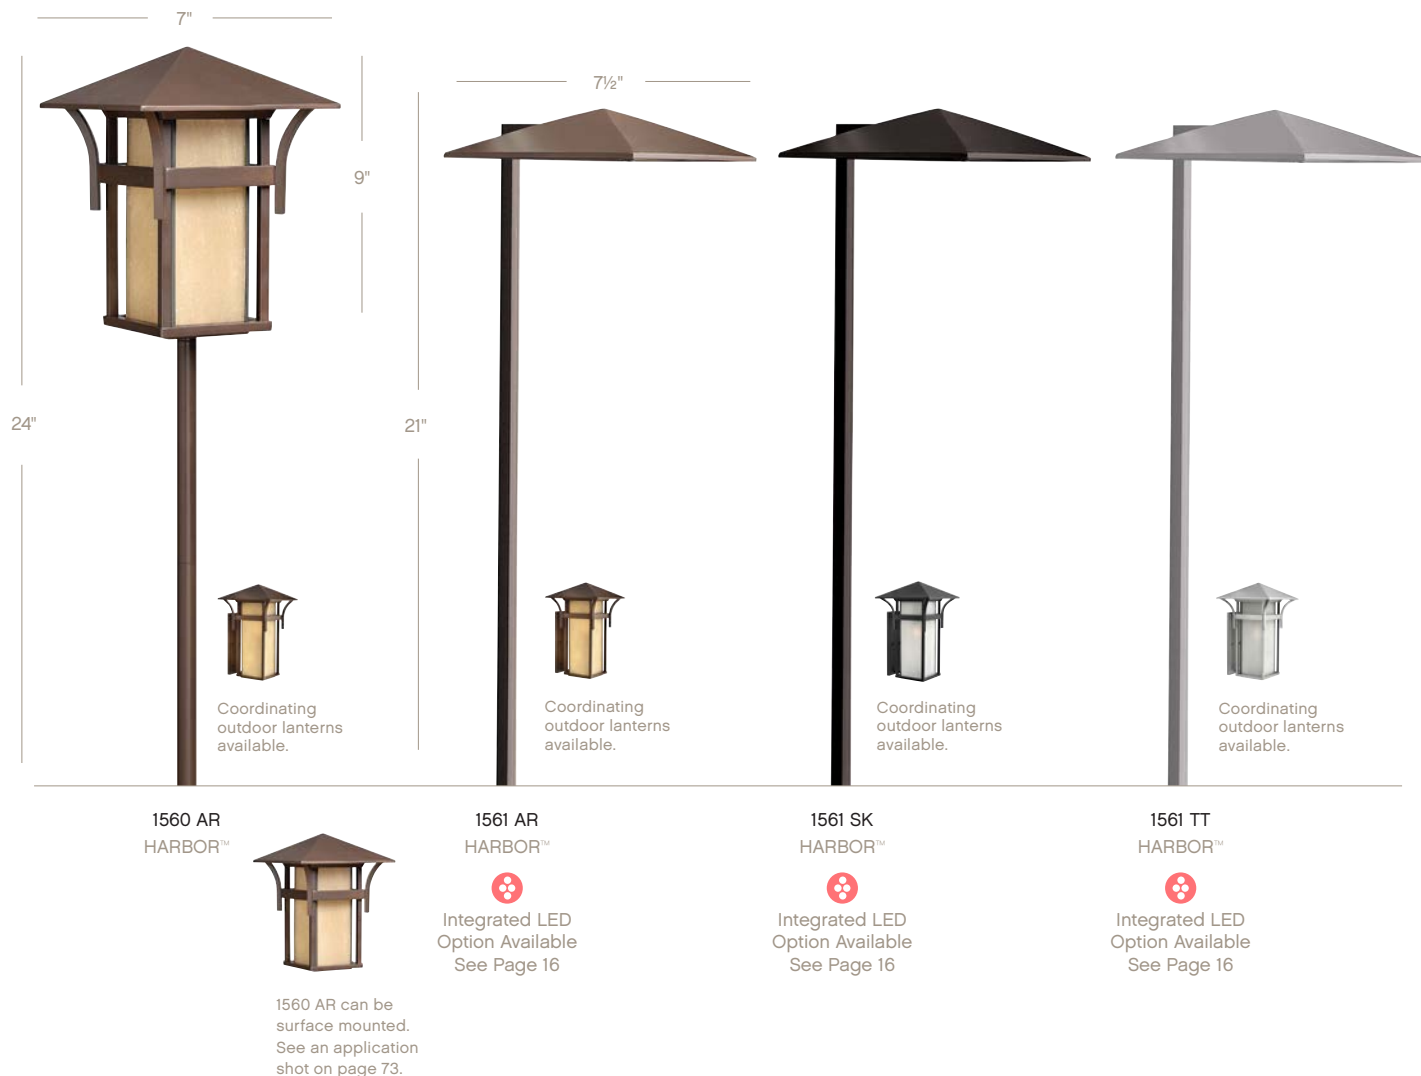 7"
7½"
9"
24"
21"
Coordinating
outdoor lanterns
available.
Coordinating
outdoor lanterns
available.
Coordinating
outdoor lanterns
available.
Coordinating
outdoor lanterns
available.
1560 AR
HARBOR™
1561 AR
HARBOR™
Integrated LED
Option Available
See Page 16
1561 SK
HARBOR™
Integrated LED
Option Available
See Page 16
1561 TT
HARBOR™
Integrated LED
Option Available
See Page 16
1560 AR can be
surface mounted.
See an application
shot on page 73.